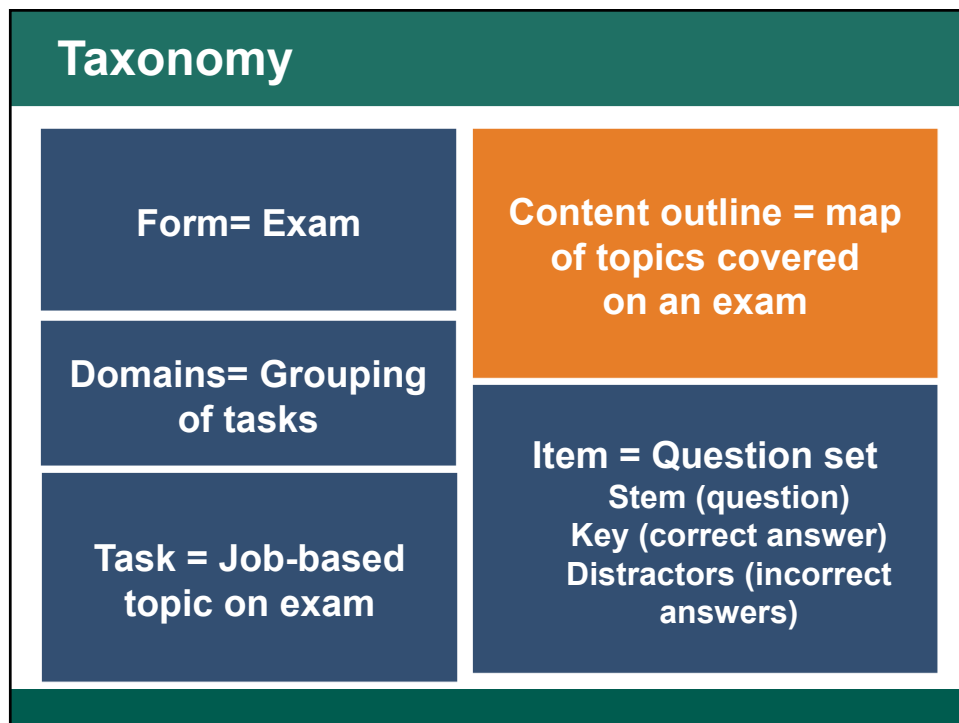 Taxonomy
Form= Exam
Domains= Grouping
of tasks
Task = Job-based
topic on exam
Content outline = map
of topics covered
on an exam
Item = Question set
Stem (question)
Key (correct answer)
Distractors (incorrect
answers)